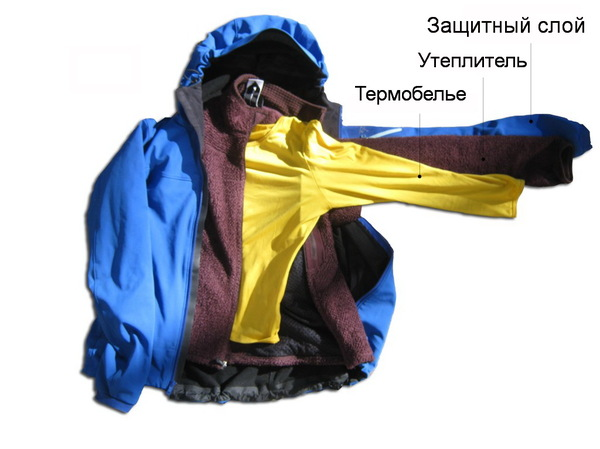 Защитный слой
Утеплитель
Термобелье